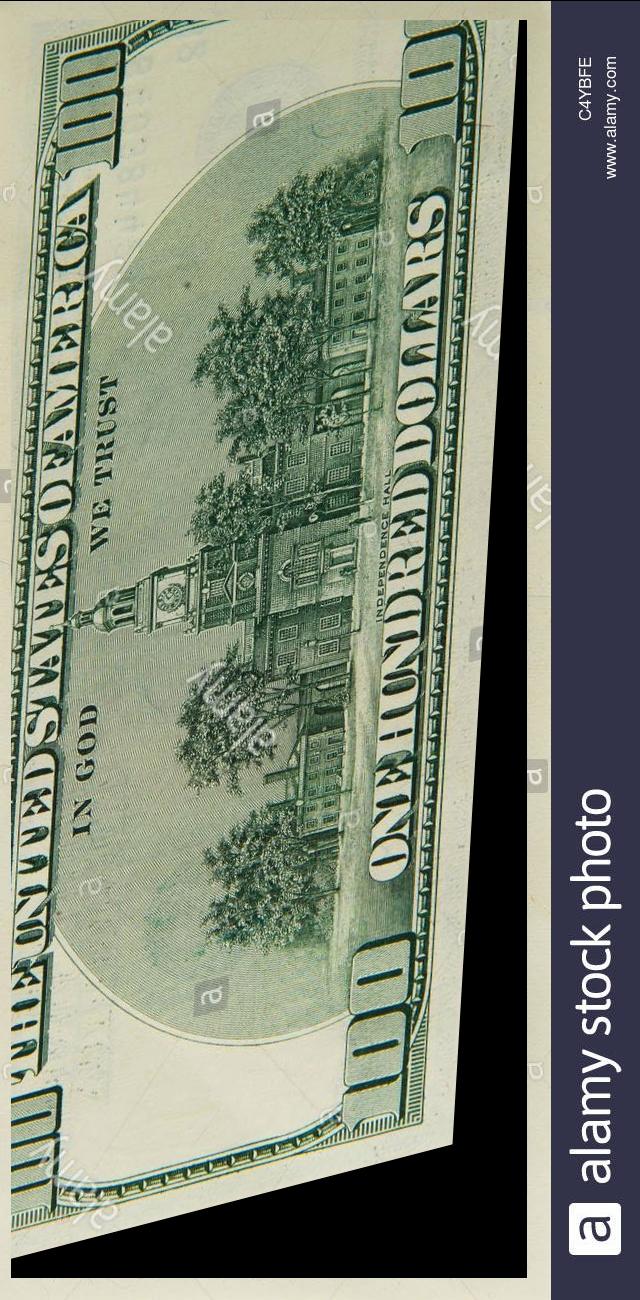 100
100
THE UNITED STATES OF AMERICA
IN GOD WE TRUST
INDEPENDENCE HALL
ONE HUNDRED DOLLARS
100
100
a alamy stock photo
C4YBFE
www.alamy.com
alamy
alamy
alamy
alamy
alamy
a
a
a
a
a